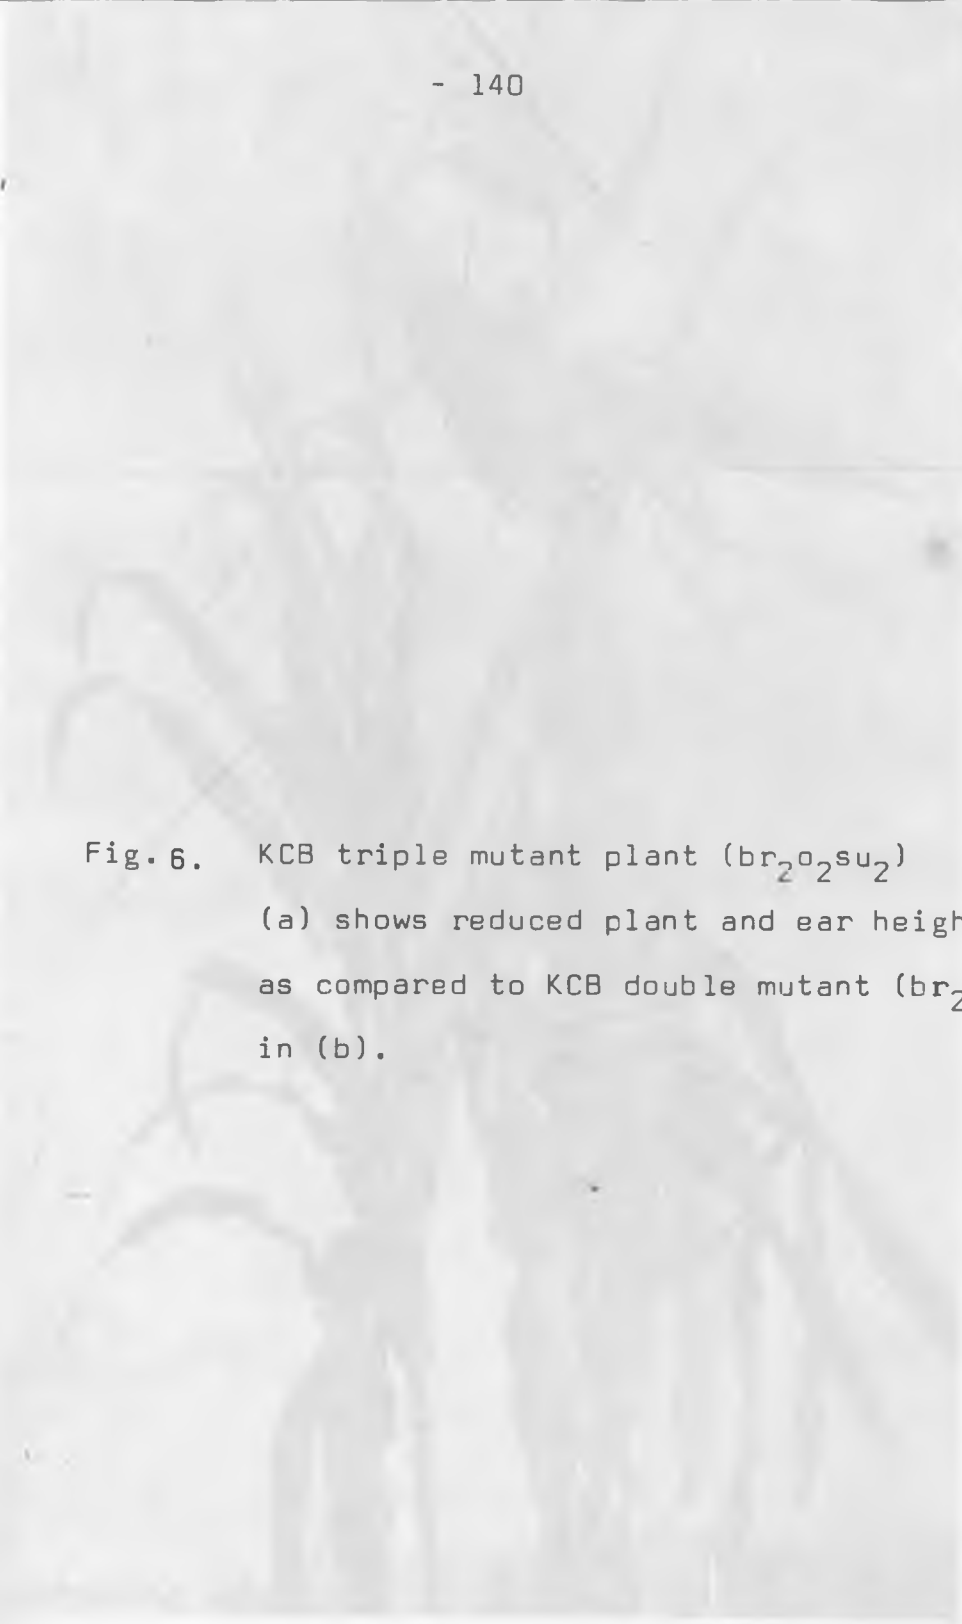 - 140
Fig. 6. KCB triple mutant plant (br₂o₂su₂)
(a) shows reduced plant and ear heigh
as compared to KCB double mutant (br₂
in (b).